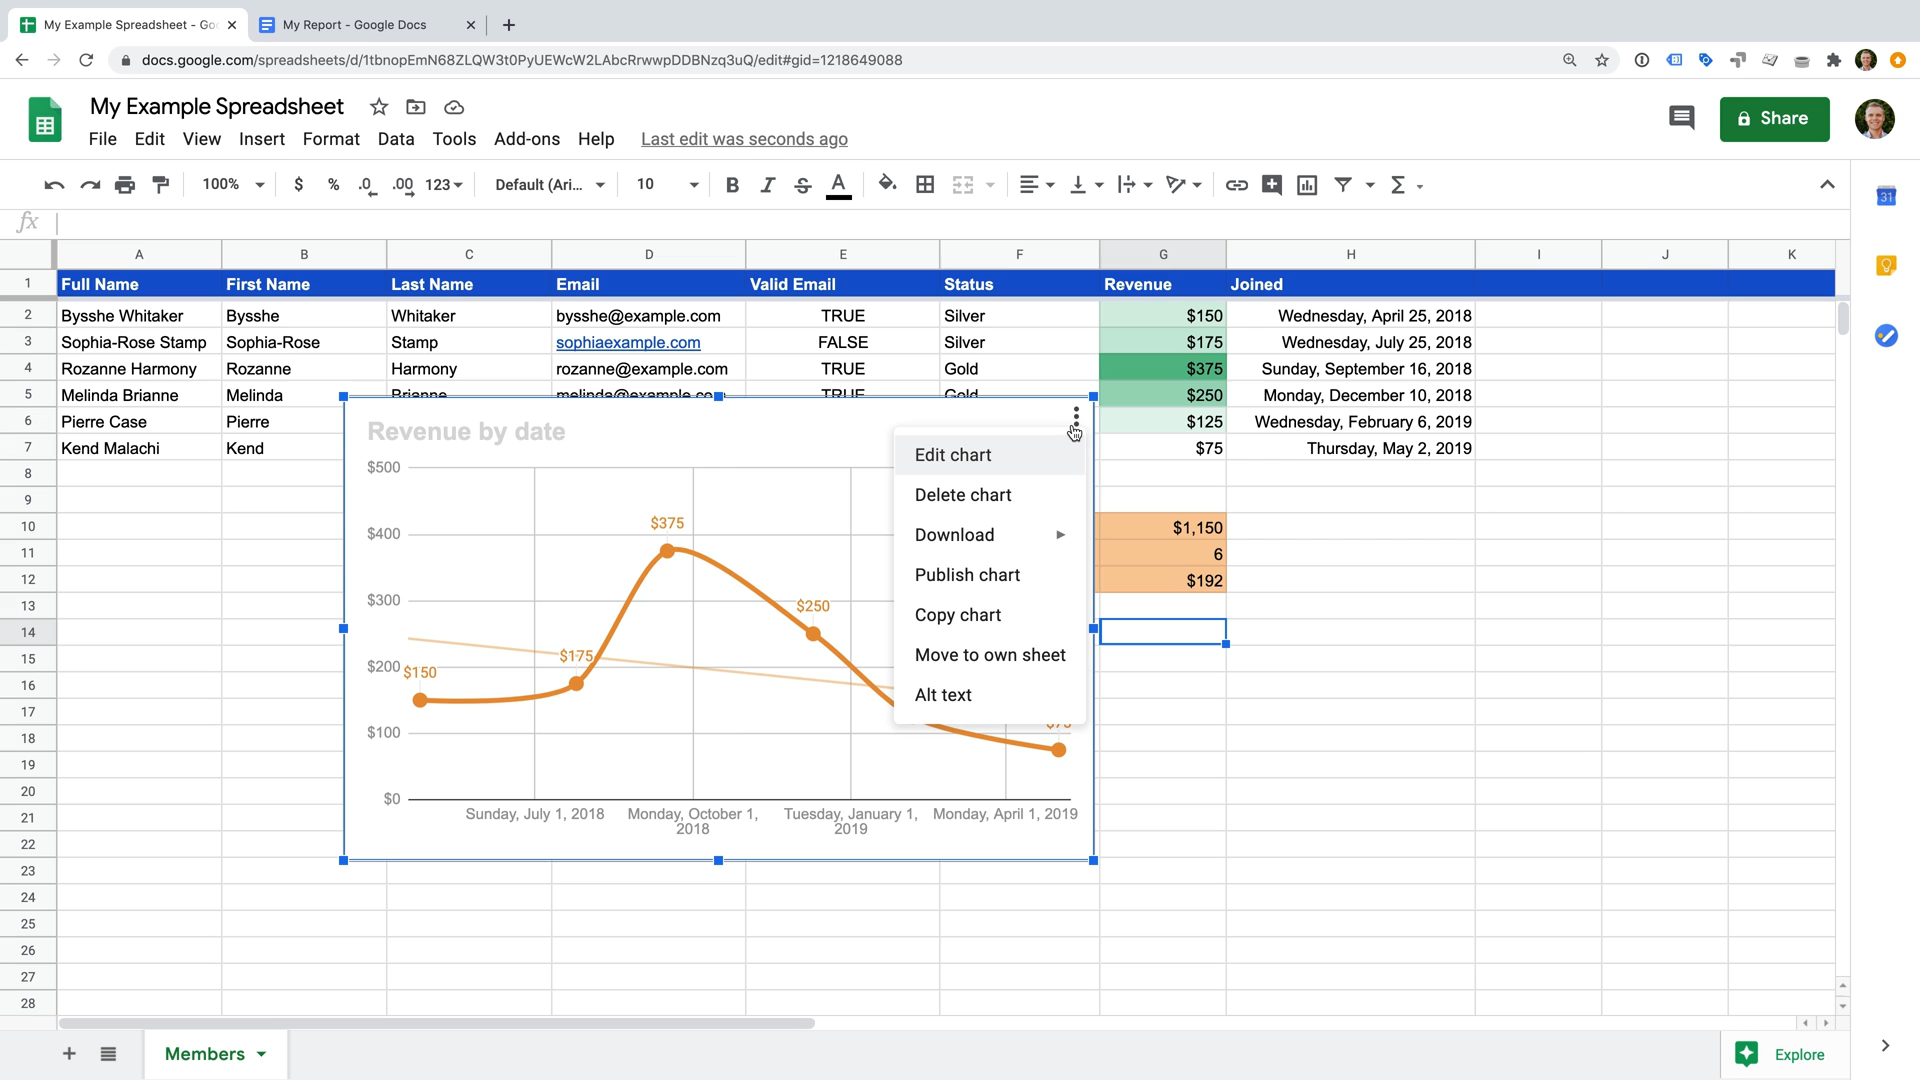 My Example Spreadsheet - Goo
My Report - Google Docs
docs.google.com/spreadsheets/d/1tbnopEmN68ZLQW3t0PyUEWcW2LAbcRrwwpDDBNzq3uQ/edit#gid=1218649088
My Example Spreadsheet
File Edit View Insert Format Data Tools Add-ons Help Last edit was seconds ago
Share
100% $ % .0 .00 123 Default (Ari... 10 B I S A Σ
31
fx
A B C D E F G H I J K
1 Full Name First Name Last Name Email Valid Email Status Revenue Joined
2 Bysshe Whitaker Bysshe Whitaker bysshe@example.com TRUE Silver $150 Wednesday, April 25, 2018
3 Sophia-Rose Stamp Sophia-Rose Stamp sophiaexample.com FALSE Silver $175 Wednesday, July 25, 2018
4 Rozanne Harmony Rozanne Harmony rozanne@example.com TRUE Gold $375 Sunday, September 16, 2018
5 Melinda Brianne Melinda Brianne melinda@example.co TRUE Gold $250 Monday, December 10, 2018
6 Pierre Case Pierre $125 Wednesday, February 6, 2019
7 Kend Malachi Kend $75 Thursday, May 2, 2019
8
9
10 $1,150
11 6
12 $192
13
14
15
16
17
18
19
20
21
22
23
24
25
26
27
28
Revenue by date
$500
$400
$300
$200
$100
$0
$150
$175
$375
$250
$75
Sunday, July 1, 2018
Monday, October 1,
2018
Tuesday, January 1,
2019
Monday, April 1, 2019
Edit chart
Delete chart
Download
Publish chart
Copy chart
Move to own sheet
Alt text
Members
Explore